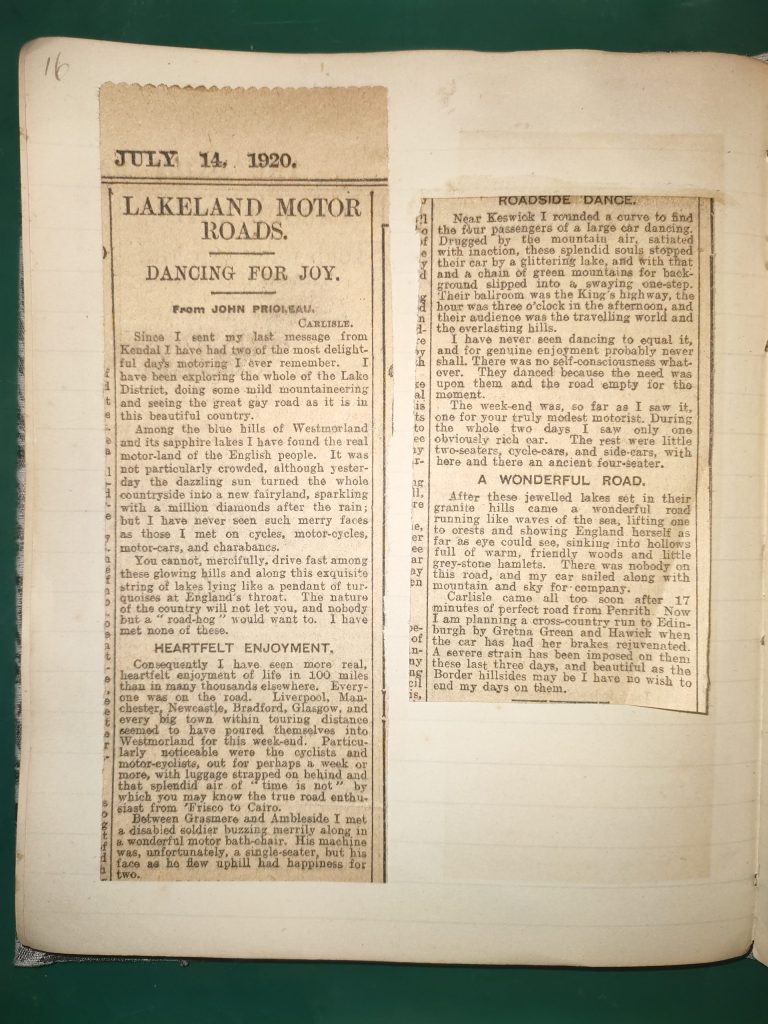 16
JULY 14, 1920.
LAKELAND MOTOR
ROADS.
DANCING FOR JOY.
From JOHN PRIOLEAU.
CARLISLE.
Since I sent my last message from
Kendal I have had two of the most delight-
ful days motoring I ever remember. I
have been exploring the whole of the Lake
District, doing some mild mountaineering
and seeing the great gay road as it is in
this beautiful country.
Among the blue hills of Westmorland
and its sapphire lakes I have found the real
motor-land of the English people. It was
not particularly crowded, although yester-
day the dazzling sun turned the whole
countryside into a new fairyland, sparkling
with a million diamonds after the rain;
but I have never seen such merry faces
as those I met on cycles, motor-cycles,
motor-cars, and charabancs.
You cannot, mercifully, drive fast among
these glowing hills and along this exquisite
string of lakes lying like a pendant of tur-
quoises at England's throat. The nature
of the country will not let you, and nobody
but a "road-hog" would want to. I have
met none of these.
HEARTFELT ENJOYMENT.
Consequently I have seen more real,
heartfelt enjoyment of life in 100 miles
than in many thousands elsewhere. Every-
one was on the road. Liverpool, Man-
chester, Newcastle, Bradford, Glasgow, and
every big town within touring distance
seemed to have poured themselves into
Westmorland for this week-end. Particu-
larly noticeable were the cyclists and
motor-cyclists, out for perhaps a week or
more, with luggage strapped on behind and
that splendid air of "time is not" by
which you may know the true road enthu-
siast from 'Frisco to Cairo.
Between Grasmere and Ambleside I met
a disabled soldier buzzing merrily along in
a wonderful motor bath-chair. His machine
was, unfortunately, a single-seater, but his
face as he flew uphill had happiness for
two.
ROADSIDE DANCE.
Near Keswick I rounded a curve to find
the four passengers of a large car dancing.
Drugged by the mountain air, satiated
with inaction, these splendid souls stopped
their car by a glittering lake, and with that
and a chain of green mountains for back-
ground slipped into a swaying one-step.
Their ballroom was the King's highway, the
hour was three o'clock in the afternoon, and
their audience was the travelling world and
the everlasting hills.
I have never seen dancing to equal it,
and for genuine enjoyment probably never
shall. There was no self-consciousness what-
ever. They danced because the need was
upon them and the road empty for the
moment.
The week-end was, so far as I saw it,
one for your truly modest motorist. During
the whole two days I saw only one
obviously rich car. The rest were little
two-seaters, cycle-cars, and side-cars, with
here and there an ancient four-seater.
A WONDERFUL ROAD.
After these jewelled lakes set in their
granite hills came a wonderful road
running like waves of the sea, lifting one
to crests and showing England herself as
far as eye could see, sinking into hollows
full of warm, friendly woods and little
grey-stone hamlets. There was nobody on
this road, and my car sailed along with
mountain and sky for company.
Carlisle came all too soon after 17
minutes of perfect road from Penrith. Now
I am planning a cross-country run to Edin-
burgh by Gretna Green and Hawick when
the car has had her brakes rejuvenated.
A severe strain has been imposed on them
these last three days, and beautiful as the
Border hillsides may be I have no wish to
end my days on them.